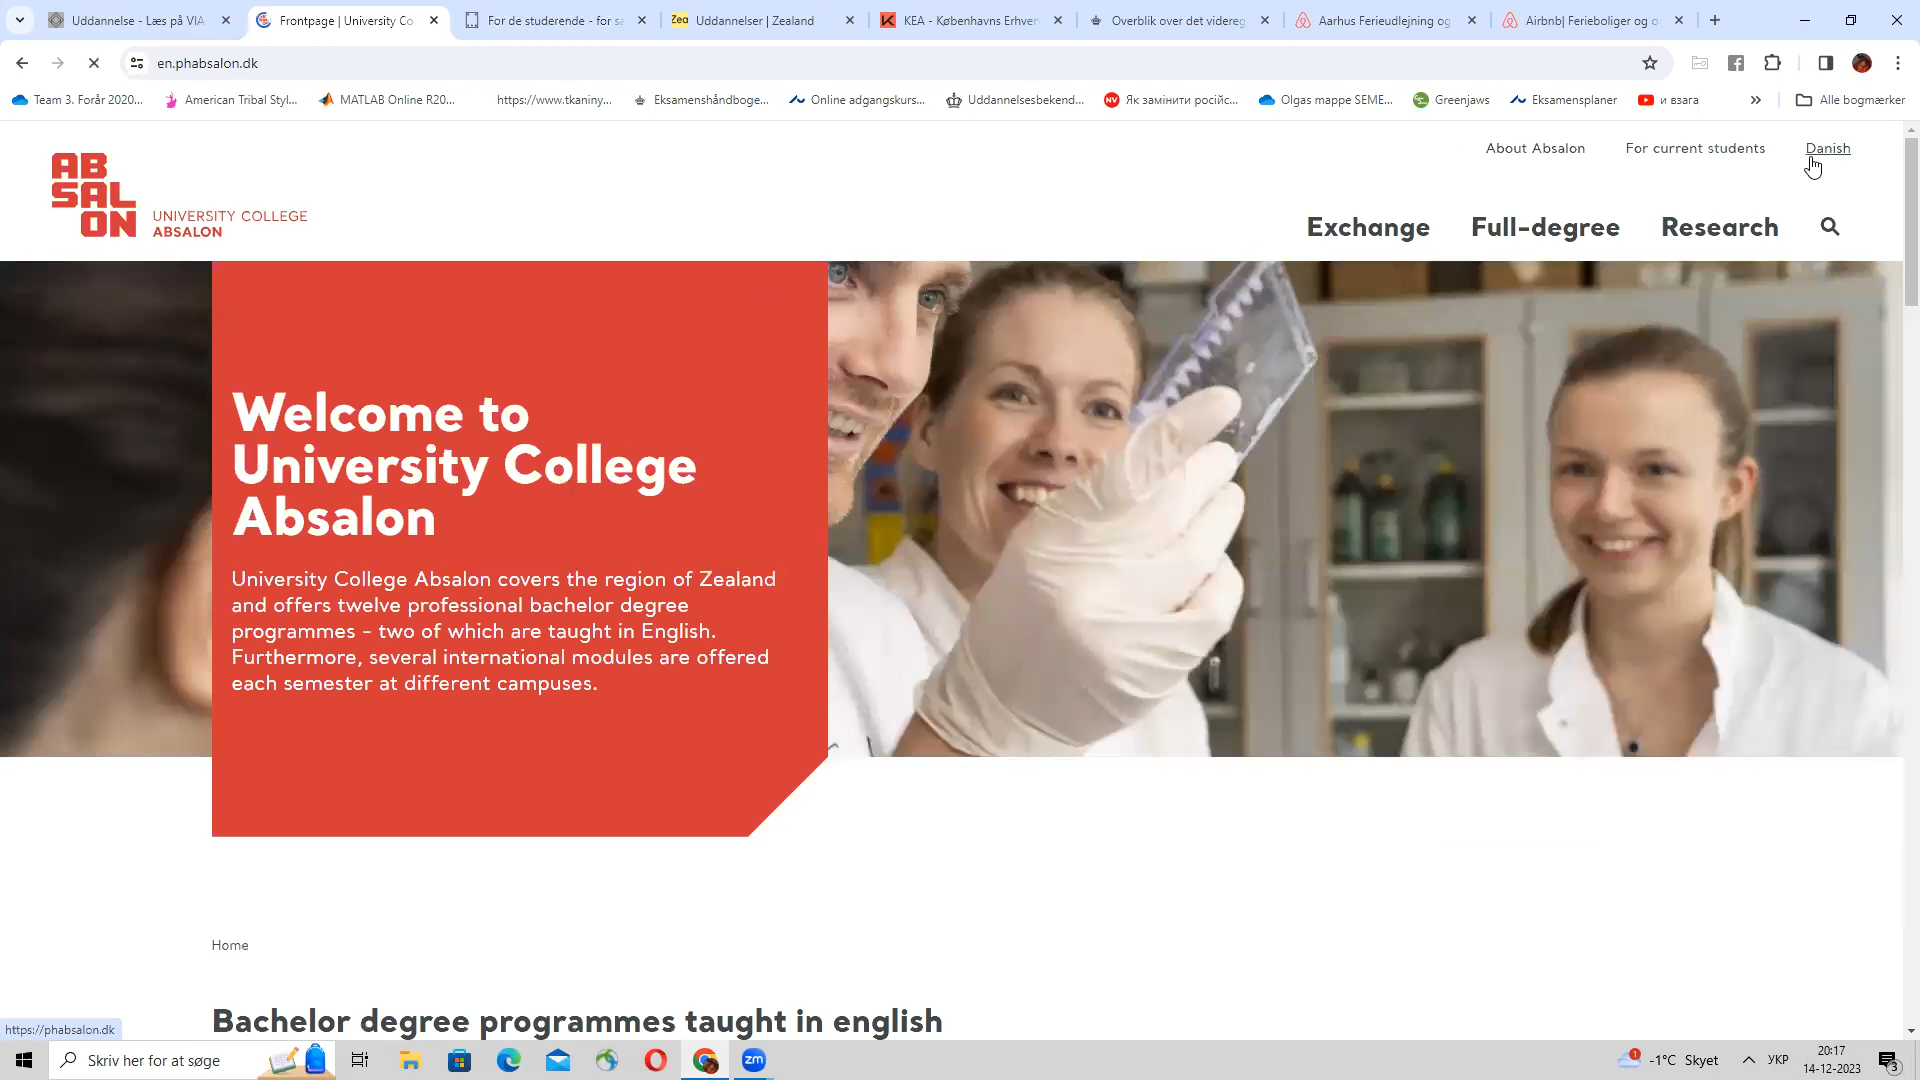 Uddannelse - Læs på VIA
Frontpage | University Co
For de studerende - for sa
Zea Uddannelser | Zealand
KEA - Københavns Erhver
Overblik over det videreg
Aarhus Ferieudlejning og
Airbnb| Ferieboliger og o
en.phabsalon.dk
Team 3. Forår 2020...
American Tribal Styl...
MATLAB Online R20...
https://www.tkaniny...
Eksamenshåndboge...
Online adgangskurs...
Uddannelsesbekend...
NV Як замінити російс...
Olgas mappe SEME...
Greenjaws
Eksamensplaner
и взага
Alle bogmærker
About Absalon
For current students
Danish
AB
SAL
ON
UNIVERSITY COLLEGE
ABSALON
Exchange
Full-degree
Research
Welcome to
University College
Absalon
University College Absalon covers the region of Zealand
and offers twelve professional bachelor degree
programmes - two of which are taught in English.
Furthermore, several international modules are offered
each semester at different campuses.
Home
Bachelor degree programmes taught in english
https://phabsalon.dk
Skriv her for at søge
zm
1
-1°C Skyet
УКР
20:17
14-12-2023
3